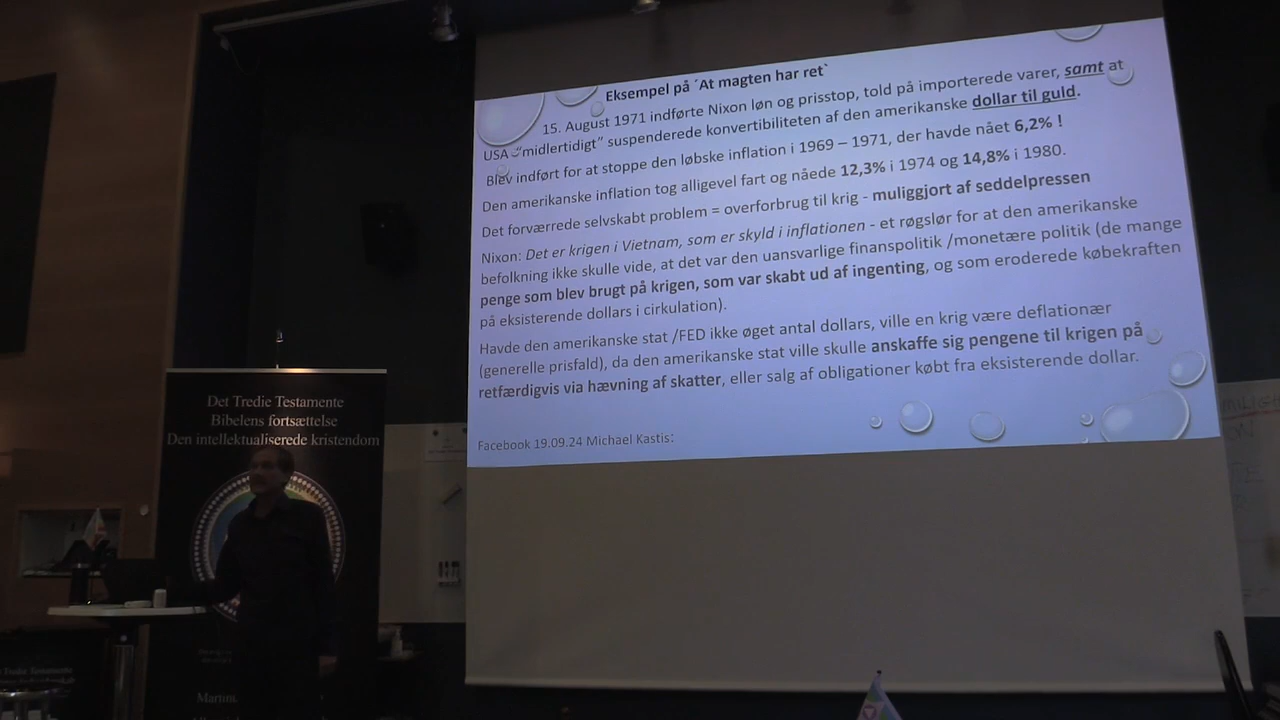 Eksempel på ´At magten har ret`
15. August 1971 indførte Nixon løn og prisstop, told på importerede varer, samt at
USA -"midlertidigt" suspenderede konvertibiliteten af den amerikanske dollar til guld.
Blev indført for at stoppe den løbske inflation i 1969 – 1971, der havde nået 6,2% !
Den amerikanske inflation tog alligevel fart og nåede 12,3% i 1974 og 14,8% i 1980.
Det forværrede selvskabt problem = overforbrug til krig - muliggjort af seddelpressen
Nixon: Det er krigen i Vietnam, som er skyld i inflationen - et røgslør for at den amerikanske
befolkning ikke skulle vide, at det var den uansvarlige finanspolitik /monetære politik (de mange
penge som blev brugt på krigen, som var skabt ud af ingenting, og som eroderede købekraften
på eksisterende dollars i cirkulation).
Havde den amerikanske stat /FED ikke øget antal dollars, ville en krig være deflationær
(generelle prisfald), da den amerikanske stat ville skulle anskaffe sig pengene til krigen på
retfærdigvis via hævning af skatter, eller salg af obligationer købt fra eksisterende dollar.
Facebook 19.09.24 Michael Kastis:
Det Tredie Testamente
Bibelens fortsættelse
Den intellektualiserede kristendom
Tredie Testamente